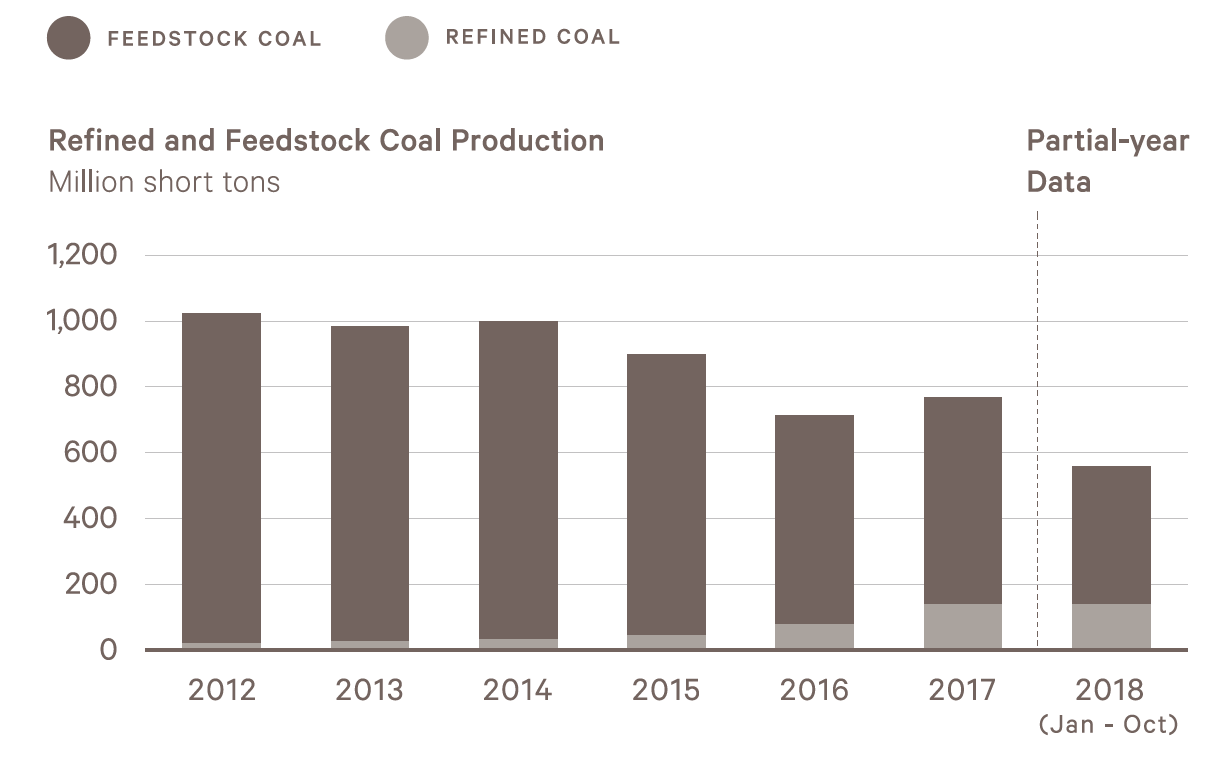 FEEDSTOCK COAL
REFINED COAL
Refined and Feedstock Coal Production
Million short tons
Partial-year
Data
1,200
1,000
800
600
400
200
0
2012
2013
2014
2015
2016
2017
2018
(Jan - Oct)